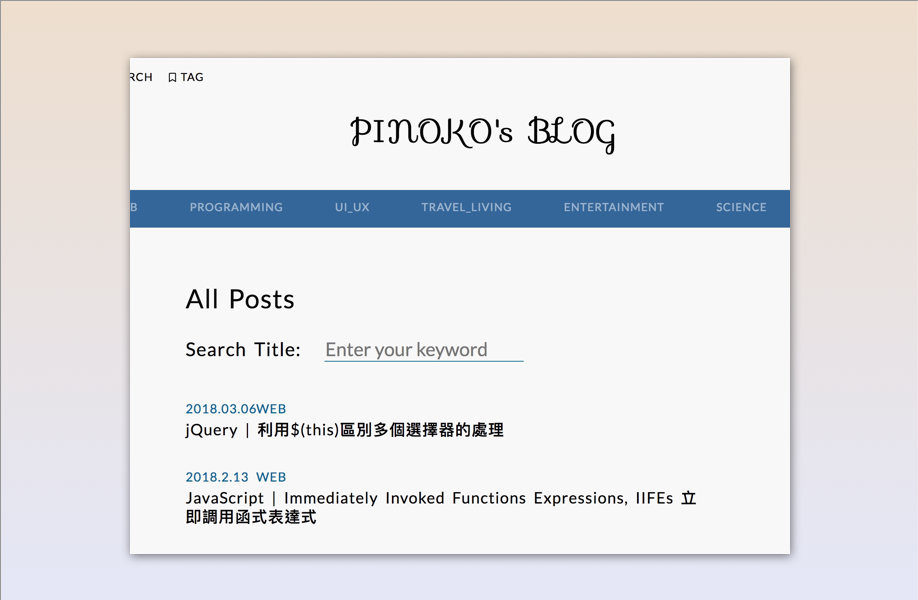 RCH TAG
PINOKO's BLOG
B PROGRAMMING UI_UX TRAVEL_LIVING ENTERTAINMENT SCIENCE
All Posts
Search Title: Enter your keyword
2018.03.06WEB
jQuery | 利用$(this)區別多個選擇器的處理
2018.2.13 WEB
JavaScript | Immediately Invoked Functions Expressions, IIFEs 立
即調用函式表達式